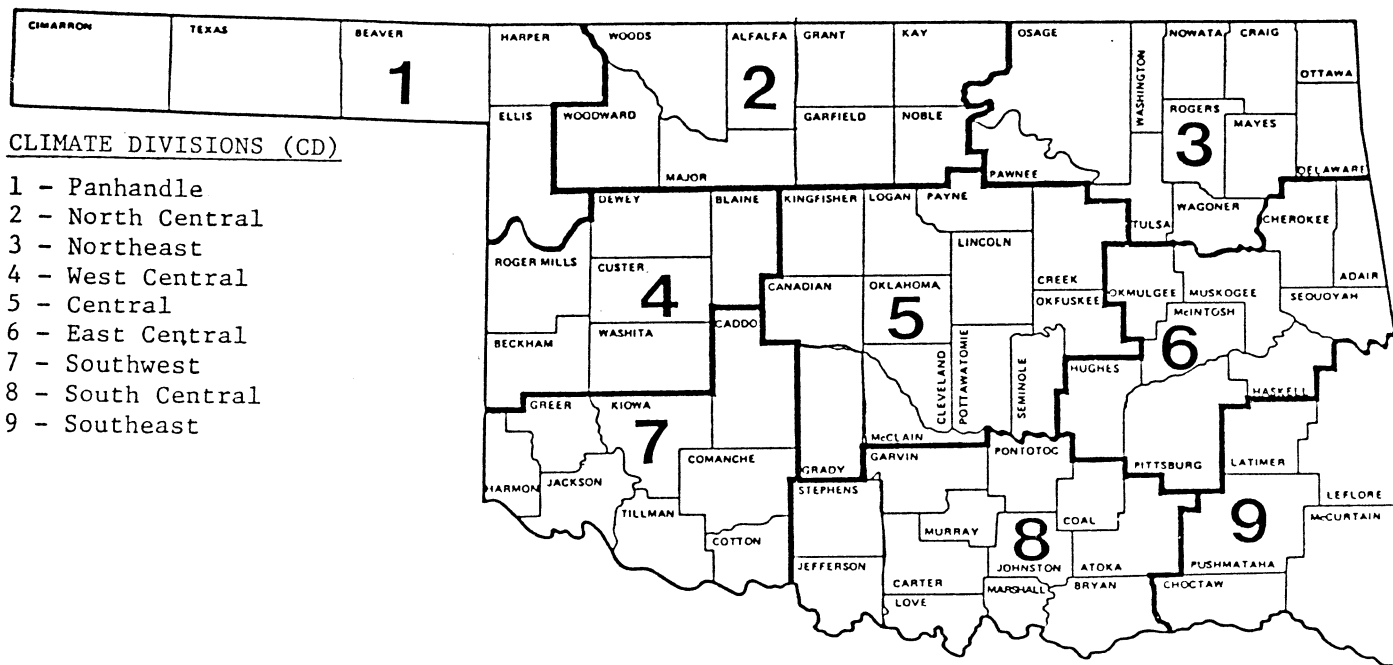 CIMARRON
TEXAS
BEAVER
HARPER
WOODS
ALFALFA
GRANT
KAY
OSAGE
WASHINGTON
NOWATA
CRAIG
OTTAWA
1
2
3
ELLIS
WOODWARD
GARFIELD
NOBLE
ROGERS
MAYES
MAJOR
PAWNEE
DELAWARE
CLIMATE DIVISIONS (CD)
1 - Panhandle
2 - North Central
3 - Northeast
4 - West Central
5 - Central
6 - East Central
7 - Southwest
8 - South Central
9 - Southeast
DEWEY
BLAINE
KINGFISHER
LOGAN
PAYNE
TULSA
WAGONER
CHEROKEE
LINCOLN
ROGER MILLS
CUSTER
4
CANADIAN
OKLAHOMA
5
CREEK
OKFUSKEE
OKMULGEE
MUSKOGEE
ADAIR
SEQUOYAH
McINTOSH
6
BECKHAM
WASHITA
CADDO
CLEVELAND
POTTAWATOMIE
SEMINOLE
HUGHES
HASKELL
GREER
KIOWA
7
McCLAIN
COMANCHE
GRADY
GARVIN
PONTOTOC
PITTSBURG
LATIMER
HARMON
JACKSON
STEPHENS
LEFLORE
TILLMAN
COTTON
MURRAY
8
COAL
9
McCURTAIN
JEFFERSON
JOHNSTON
ATOKA
PUSHMATAHA
CARTER
MARSHALL
BRYAN
CHOCTAW
LOVE